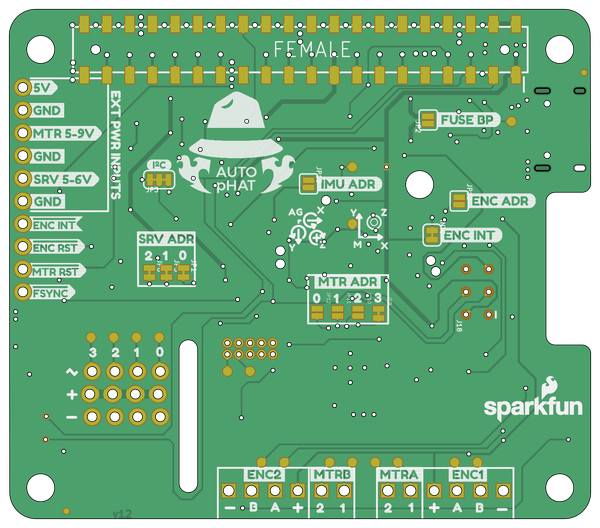 FEMALE
5V
GND
MTR 5-9V
GND
SRV 5-6V
GND
EXT PWR INPUTS
ENC INT
ENC RST
MTR RST
FSYNC
I²C
AUTO
pHAT
FUSE BP
IMU ADR
ENC ADR
ENC INT
AG
X
Y
Z
Y
Z
M
X
SRV ADR
2 1 0
MTR ADR
0 1 2 3
J18
3 2 1 0
~
+
−
sparkfun
ENC2
− B A +
MTRB
2 1
MTRA
2 1
ENC1
+ A B −
v12